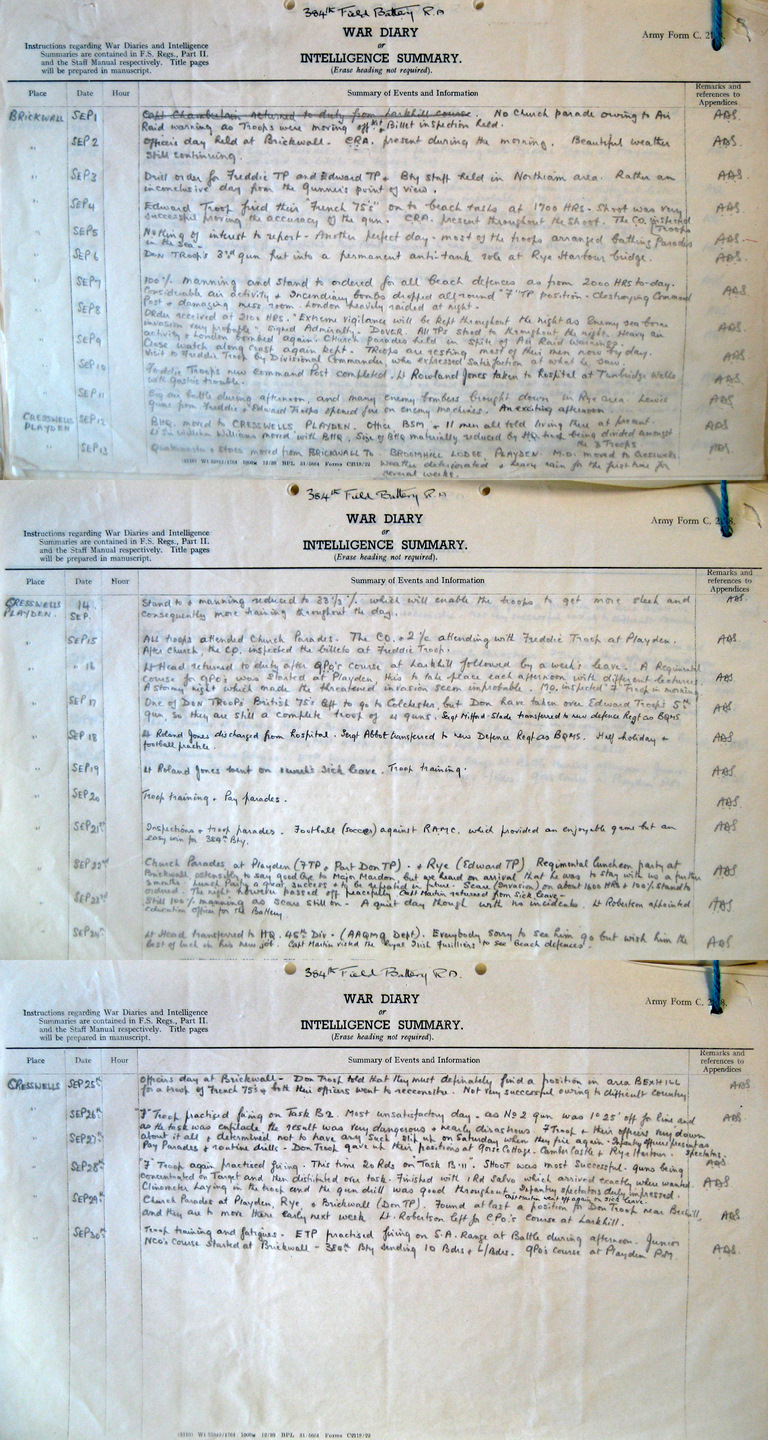 384th Field Battery R.A
WAR DIARY
or
INTELLIGENCE SUMMARY.
(Erase heading not required).
Army Form C. 2118.
Instructions regarding War Diaries and Intelligence
Summaries are contained in F.S. Regs., Part II.
and the Staff Manual respectively. Title pages
will be prepared in manuscript.
Place Date Hour Summary of Events and Information Remarks and references to Appendices
BRICKWALL SEP 1 Capt Chamberlain returned to duty from Larkhill course. No Church parade owing to Air
Raid warning as Troops were moving off. Kit & Billet inspection held. ABS.
" SEP 2 Officers day held at Brickwall. CRA. present during the morning. Beautiful weather
still continuing. ABS.
" SEP 3 Drill order for Freddie TP and Edward TP & Bty staff held in Northiam area. Rather an
inconclusive day from the Gunner's point of view. ABS.
" SEP 4 Edward Troop fired their "French 75's" on to beach tasks at 1700 HRS. Shoot was very
successful proving the accuracy of the gun. CRA. present throughout the shoot. The CO. inspected
Troops ABS.
" SEP 5 Nothing of interest to report - Another perfect day - most of the troops arranged Bathing Parades
in the Sea. ABS.
" SEP 6 DON TROOP'S 3rd gun put into a permanent anti-tank role at Rye Harbour bridge. ABS.
" SEP 7 100% Manning and Stand to ordered for all beach defences as from 2000 HRS to-day.
Considerable air activity & Incendiary bombs dropped all round "F" TP position - destroying Command
Post & damaging mess room. London heavily raided at night. ABS.
" SEP 8 Order received at 2100 HRS. "Extreme vigilance will be kept throughout the night as Enemy sea borne
invasion very probable", signed Admiralty - DOVER. All TPs stood to throughout the night. Heavy air
activity & London bombed again. Church parades held in spite of Air Raid Warnings. ABS.
" SEP 9 Close watch along Coast again kept. Troops are resting most of their men now by day.
Visit to Freddie Troop by Divisional Commander, who expressed Satisfaction at what he saw. ABS.
" SEP 10 Freddie Troops new Command Post completed. Lt Rowland Jones taken to Hospital at Tunbridge Wells
with Gastric trouble. ABS.
" SEP 11 Big air Battle during afternoon, and many enemy bombers brought down in Rye area. Lewis
guns from Freddie & Edward Troops opened fire on enemy machines. An exciting afternoon. ABS.
CRESSWELLS PLAYDEN SEP 12 BHQ. moved to CRESSWELLS PLAYDEN. Other BSM & 11 men all told living there at present.
Williams moved with BHQ. Size of BHQ materially reduced by HQ. being divided amongst
the 3 Troops. ABS.
" SEP 13 & stores moved from BRICKWALL To BROOMHILL LODGE, PLAYDEN. M.O. moved to Cresswells
Weather deteriorated & heavy rain for the first time for
several weeks. ABS.
384th Field Battery R.A
WAR DIARY
or
INTELLIGENCE SUMMARY.
(Erase heading not required).
Army Form C. 2118.
Instructions regarding War Diaries and Intelligence
Summaries are contained in F.S. Regs., Part II.
and the Staff Manual respectively. Title pages
will be prepared in manuscript.
Place Date Hour Summary of Events and Information Remarks and references to Appendices
CRESSWELLS PLAYDEN. 14 SEP. Stand to & manning reduced to 33 1/3 %. which will enable the troops to get more sleep and
consequently more training throughout the day. ABS.
" SEP 15 All troops attended Church Parades. The CO. & 2 i/c attending with Freddie Troop at Playden.
After Church, the CO. inspected the billets of Freddie Troop. ABS.
" " 16 Lt Head returned to duty after GPO's Course at Larkhill followed by a week's leave. A Regimental
Course for GPO's was started at Playden, this to take place each afternoon with different lecturers.
A stormy night which made the threatened invasion seem improbable. MO. inspected 'F' Troop in morning ABS.
" SEP 17 One of DON TROOPS British 75's left to go to Colchester, but Don have taken over Edward Troop's 5th
gun, so they are still a complete troop of 4 guns. Sergt Slade transferred to new defence Regt as BQMS. ABS.
" SEP 18 Lt Roland Jones discharged from Hospital. Sergt Abbot transferred to new Defence Regt as BQMS. Half holiday &
football practice. ABS.
" SEP 19 Lt Roland Jones went on 1 week's Sick leave. Troop training. ABS.
" SEP 20 Troop training & Pay parades. ABS.
" SEP 21st Inspections & troop parades. Football (soccer) against R.A.M.C. which provided an enjoyable game but an
easy win for 384th Bty. ABS.
" SEP 22nd Church Parades at Playden (F TP & Part Don TP). & Rye (Edward TP) Regimental luncheon party at
Brickwall ostensibly to say good bye to Major Mardon but we heard on arrival that he was to stay with us a further
3 months. Lunch Party a great success & to be repeated in future. Scare (Invasion) on about 1600 HRS & 100% stand to
ordered. The night however passed off peacefully. Capt Martin returned from Sick leave. ABS.
" SEP 23rd Still 100% manning as scare still on - A quiet day though with no incidents. Lt Robertson appointed
education officer for the Battery ABS.
" SEP 24th Lt Head transferred to HQ. 45th Div - (AAQMG Dept). Everybody sorry to see him go but wish him the
best of luck in his new job. Capt Martin visited the Royal Irish Fusiliers to see beach defences. ABS.
384th Field Battery R.A.
WAR DIARY
or
INTELLIGENCE SUMMARY.
(Erase heading not required).
Army Form C. 2118.
Instructions regarding War Diaries and Intelligence
Summaries are contained in F.S. Regs., Part II.
and the Staff Manual respectively. Title pages
will be prepared in manuscript.
Place Date Hour Summary of Events and Information Remarks and references to Appendices
CRESSWELLS SEP 25th Officers day at Brickwall - Don Troop told that they must definately find a position in area BEXHILL
for a troop of French 75's & both their officers went to reconnoitre. Not very successful owing to difficult country ABS
" SEP 26th "F" Troop practised firing on Task B2. Most unsatisfactory day - as No 2 gun was 1° 25' off for line and
as the task was enfilade the result was very dangerous & nearly disastrous. F Troop & their officers very down
about it all & determined not to have any such slip up on Saturday when they fire again. Infantry officers present as
spectators. ABS
" SEP 27th Pay Parades & routine drills - Don Troop gave up their positions at Gorse Cottage - Camber Castle & Rye Harbour. ABS
" SEP 28th "F" Troop again practised firing. This time 20 Rds on "Task B11". Shoot was most Successful. Guns being
concentrated on Target and then distributed over task. Finished with 1 Rd Salvo which arrived exactly when wanted.
Clinometer Laying in the troop and the gun drill was good throughout. Infantry spectators duly impressed. ABS.
Capt Martin went off again on sick leave
" SEP 29th Church Parades at Playden, Rye & Brickwall (Don TP). Found at last a position for Don Troop near Bexhill,
and they are to move there early next week. Lt. Robertson left for CPO's course at Larkhill. ABS.
" SEP 30th Troop training and fatigues. ETP practised firing on S.A. Range at Battle during afternoon. Junior
NCO's Course started at Brickwall - 384th Bty sending 10 Bdrs & L/Bdrs. GPO's Course at Playden P.M. ABS.